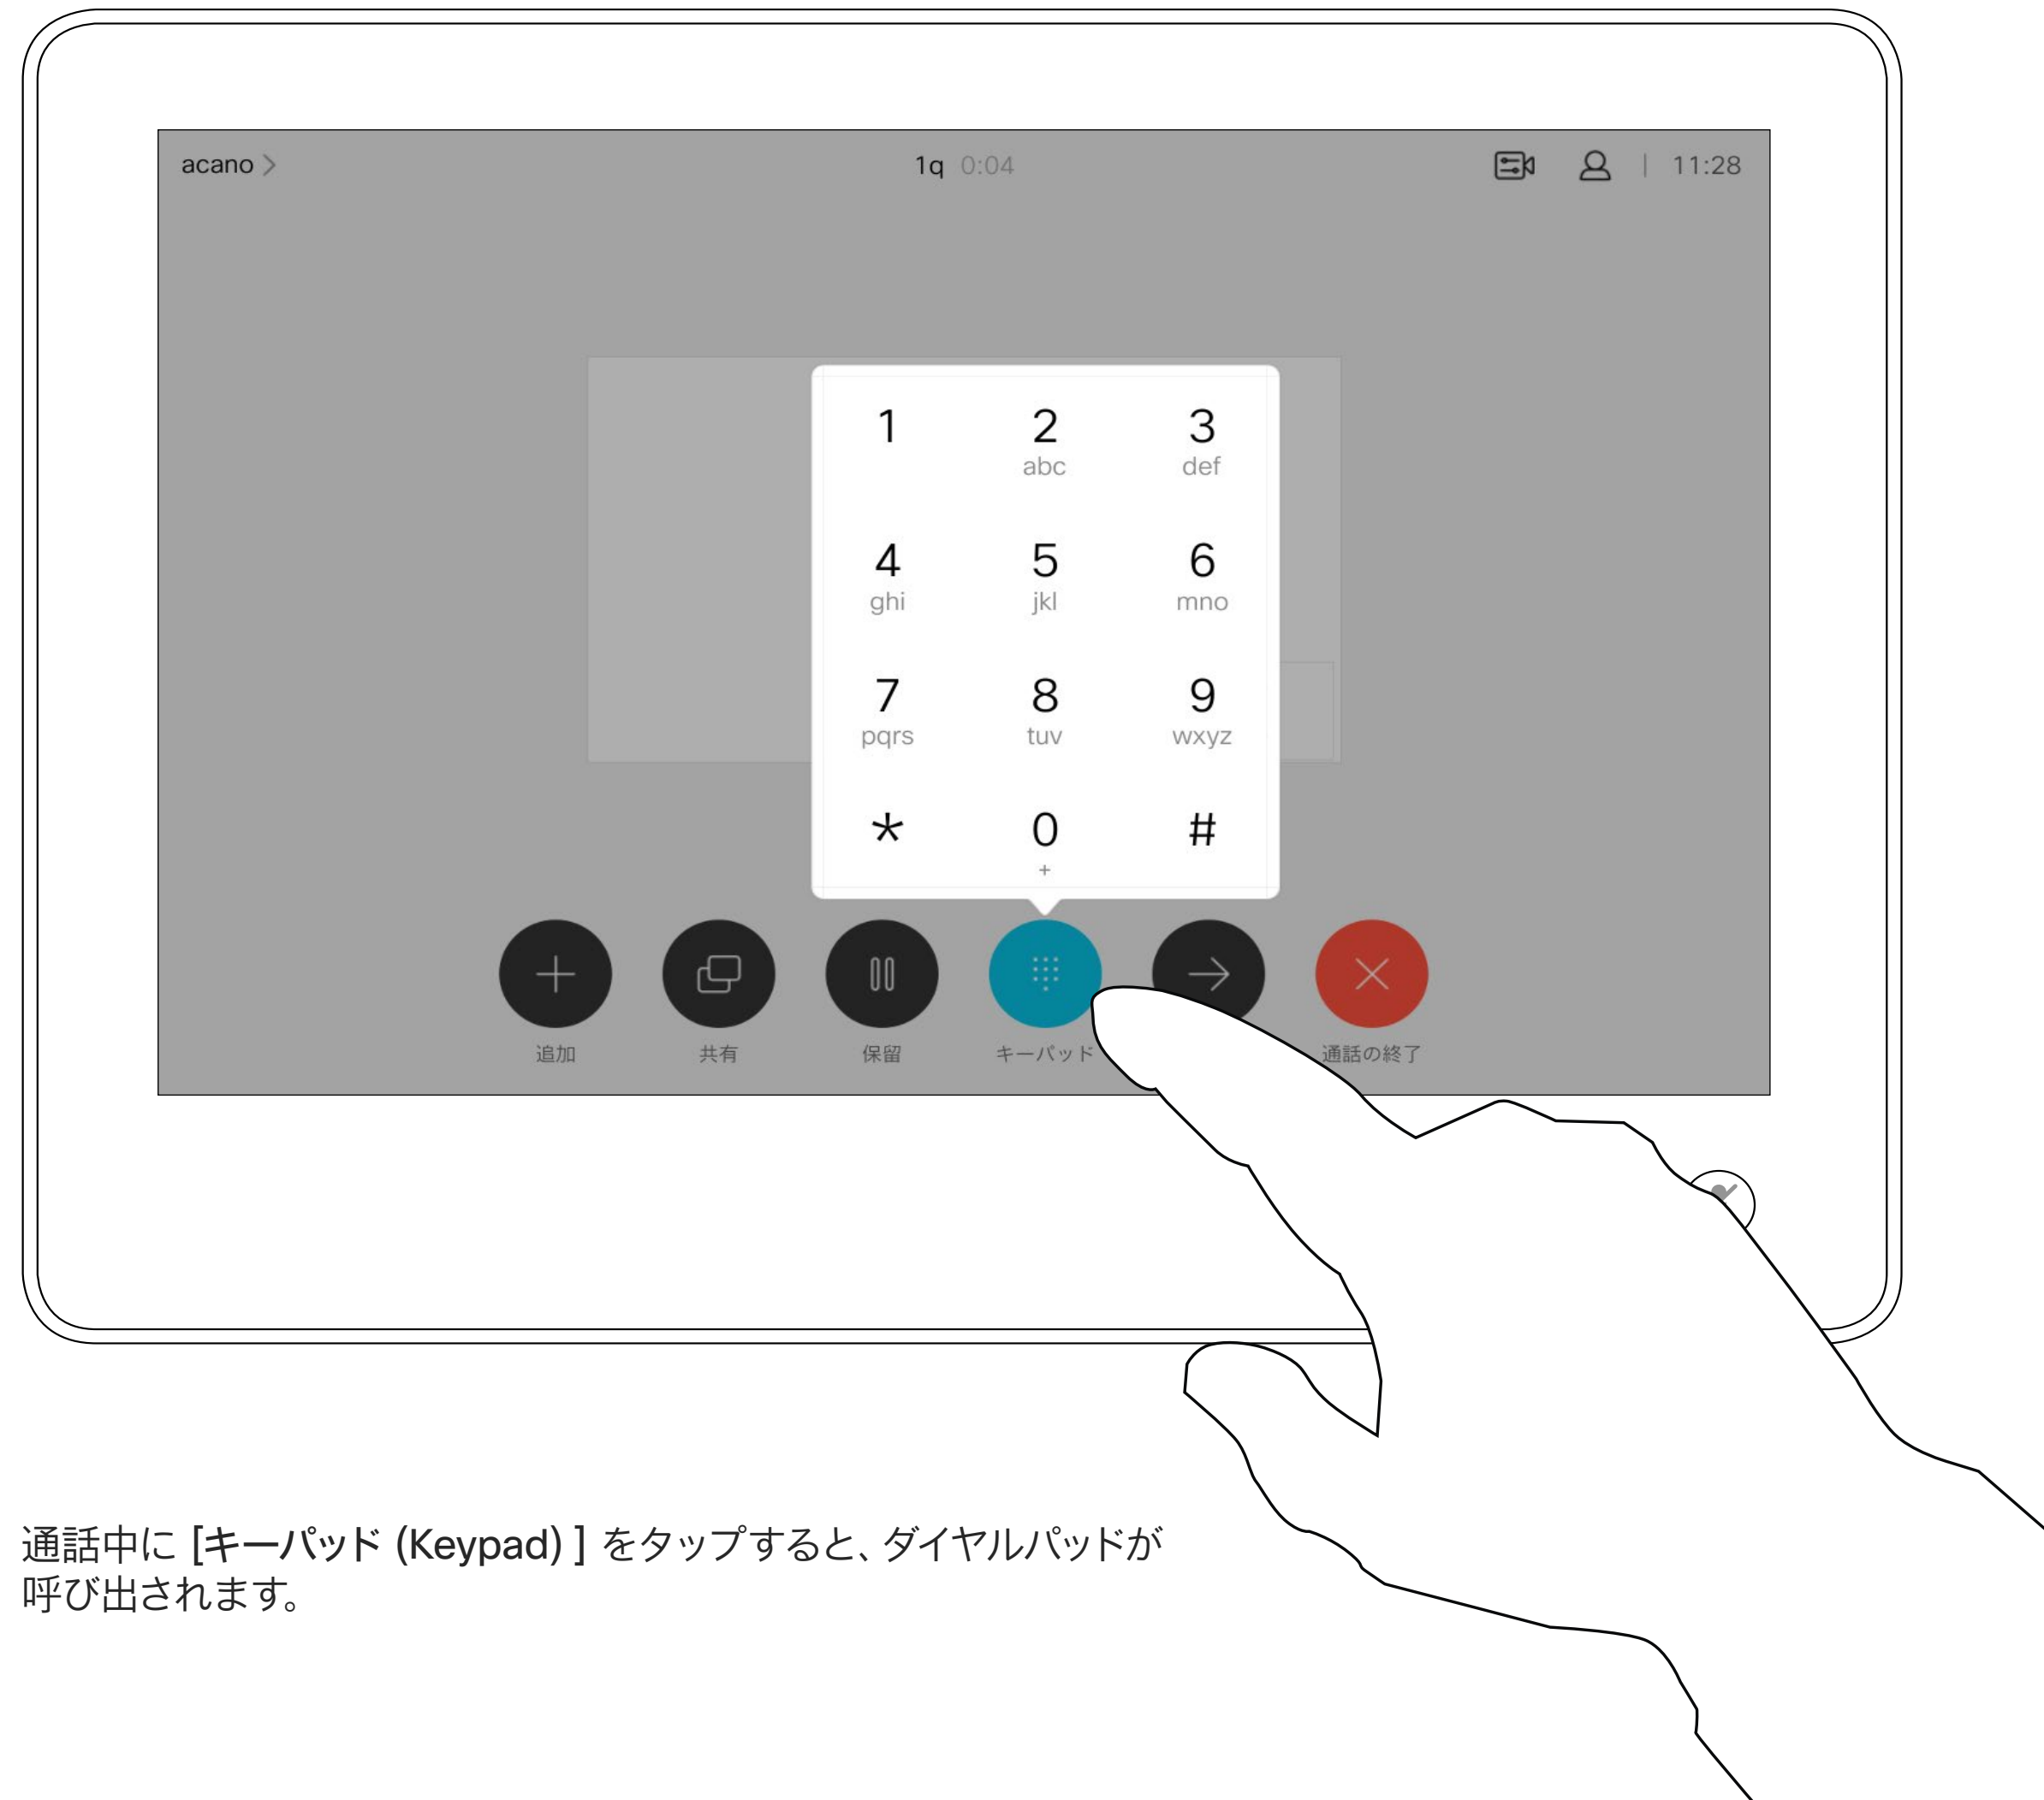 acano
1q 0:04
11:28
1 2 3
abc def
4 5 6
ghi jkl mno
7 8 9
pqrs tuv wxyz
* 0 #
+
追加 共有 保留 キーパッド 通話の終了
通話中に [キーパッド (Keypad) ] をタップすると、ダイヤルパッドが
呼び出されます。